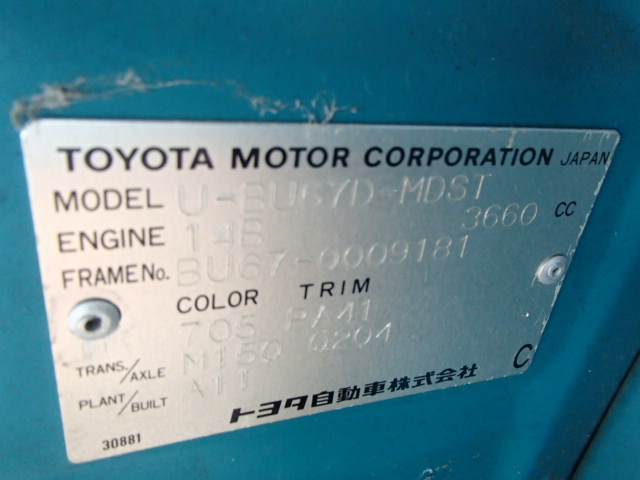 TOYOTA MOTOR CORPORATION JAPAN
MODEL U-BU67D-MDST
ENGINE 14B 3660 CC
FRAME No. BU67-0009181
COLOR TRIM
705 FA41
TRANS./AXLE M150 G204
PLANT/BUILT A11
トヨタ自動車株式会社 C
30881